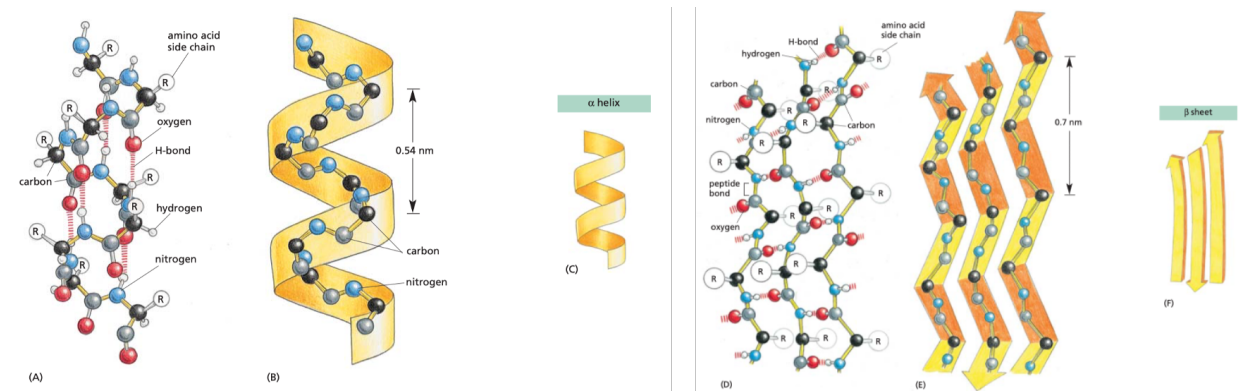 amino acid
side chain
R
R
R
oxygen
R
H-bond
carbon
R
R
hydrogen
R
R
nitrogen
R
(A)
0.54 nm
carbon
nitrogen
(B)
α helix
(C)
amino acid
side chain
H-bond
hydrogen
R
carbon
R
R
nitrogen
R
carbon
R
R
peptide
bond
R
R
R
oxygen
R
R
R
R
R
R
R
(D)
0.7 nm
(E)
β sheet
(F)